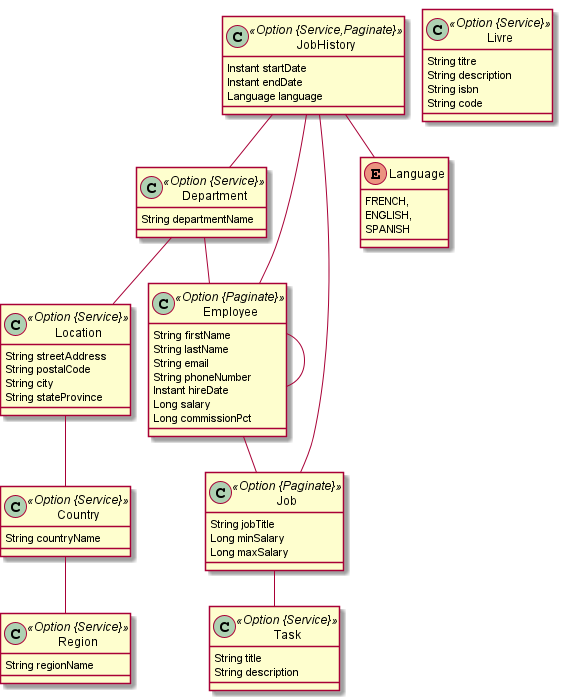 C «Option {Service,Paginate}»
JobHistory
Instant startDate
Instant endDate
Language language
C «Option {Service}»
Livre
String titre
String description
String isbn
String code
E Language
FRENCH,
ENGLISH,
SPANISH
C «Option {Service}»
Department
String departmentName
C «Option {Paginate}»
Employee
String firstName
String lastName
String email
String phoneNumber
Instant hireDate
Long salary
Long commissionPct
C «Option {Service}»
Location
String streetAddress
String postalCode
String city
String stateProvince
C «Option {Paginate}»
Job
String jobTitle
Long minSalary
Long maxSalary
C «Option {Service}»
Country
String countryName
C «Option {Service}»
Task
String title
String description
C «Option {Service}»
Region
String regionName